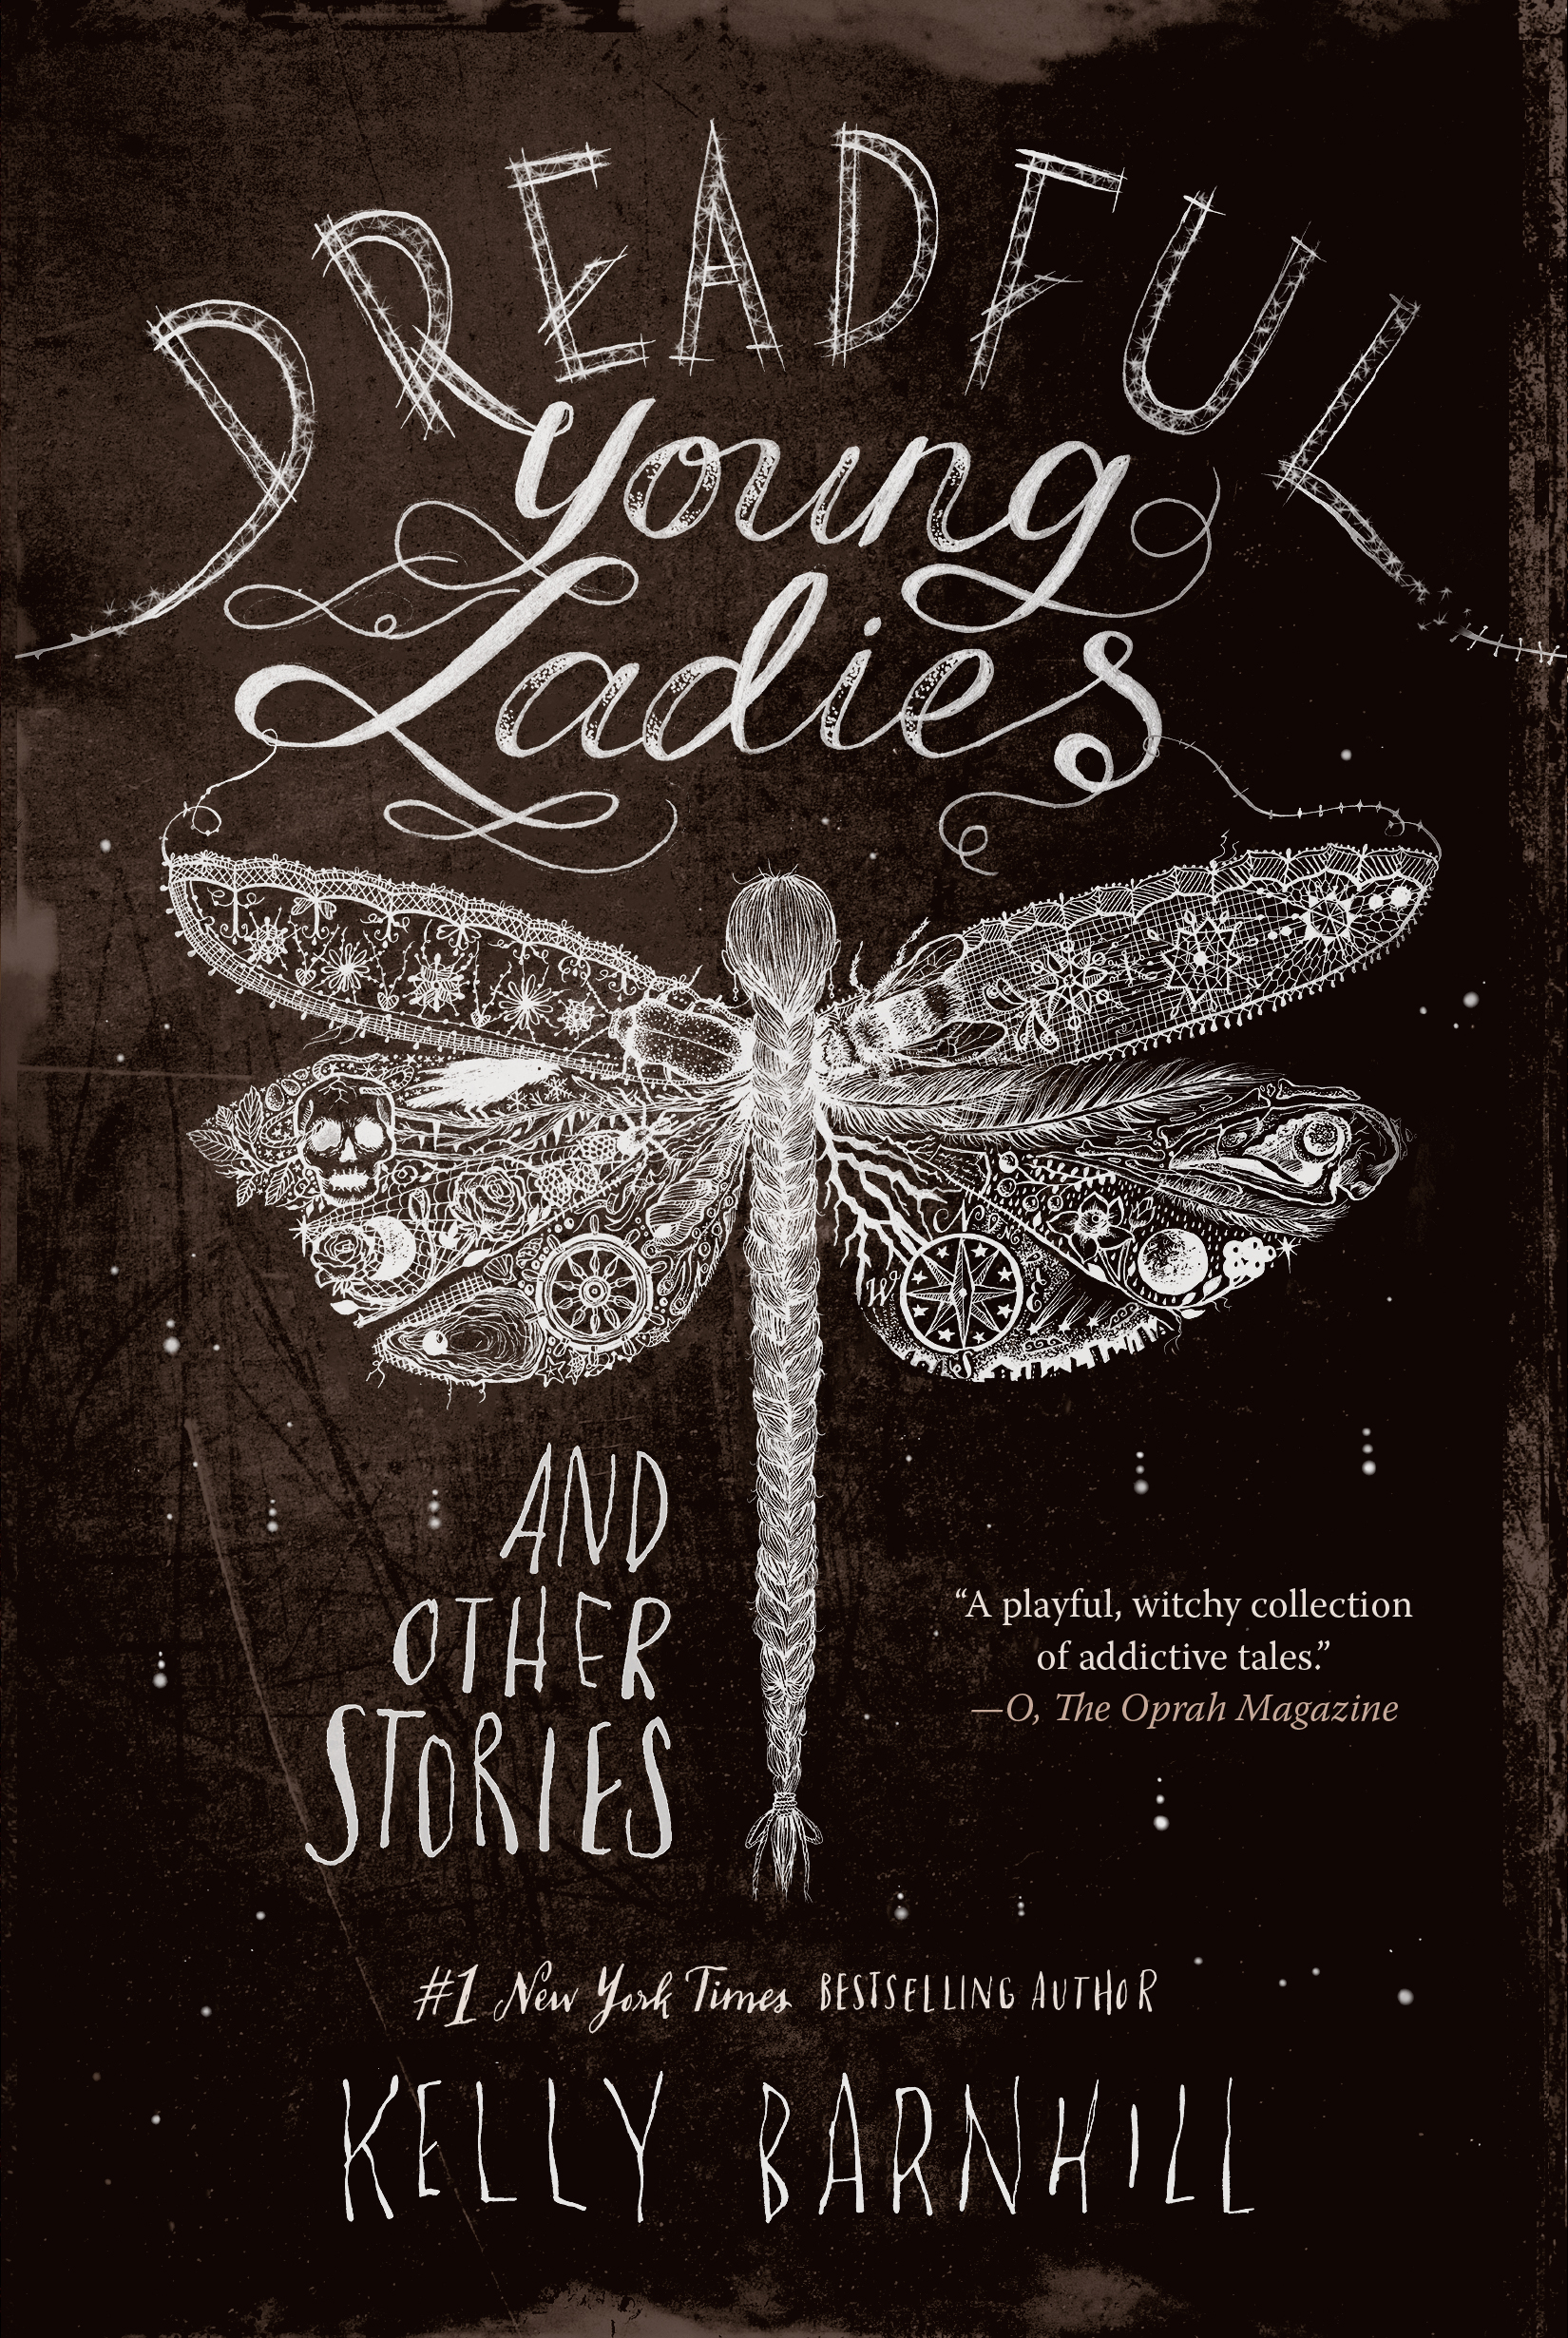 DREADFUL
Young
Ladies
W E
S
AND
OTHER
STORIES
“A playful, witchy collection
of addictive tales.”
—O, The Oprah Magazine
#1 New York Times BESTSELLING AUTHOR
KELLY BARNHILL